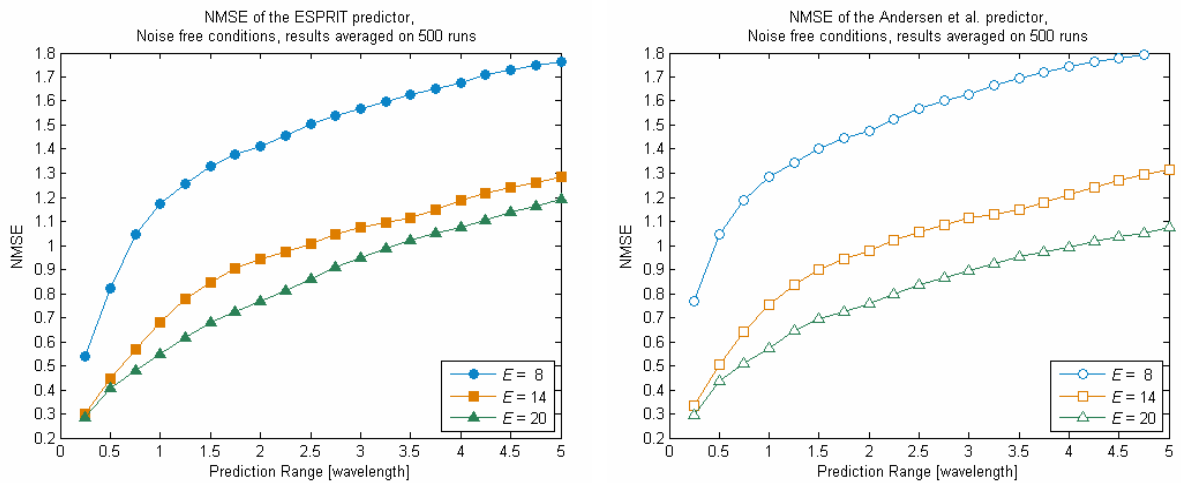 NMSE of the ESPRIT predictor,
Noise free conditions, results averaged on 500 runs
1.8
1.7
1.6
1.5
1.4
1.3
1.2
1.1
1
0.9
0.8
0.7
0.6
0.5
0.4
0.3
0.2
NMSE
E = 8
E = 14
E = 20
0 0.5 1 1.5 2 2.5 3 3.5 4 4.5 5
Prediction Range [wavelength]
NMSE of the Andersen et al. predictor,
Noise free conditions, results averaged on 500 runs
1.8
1.7
1.6
1.5
1.4
1.3
1.2
1.1
1
0.9
0.8
0.7
0.6
0.5
0.4
0.3
0.2
NMSE
E = 8
E = 14
E = 20
0 0.5 1 1.5 2 2.5 3 3.5 4 4.5 5
Prediction Range [wavelength]